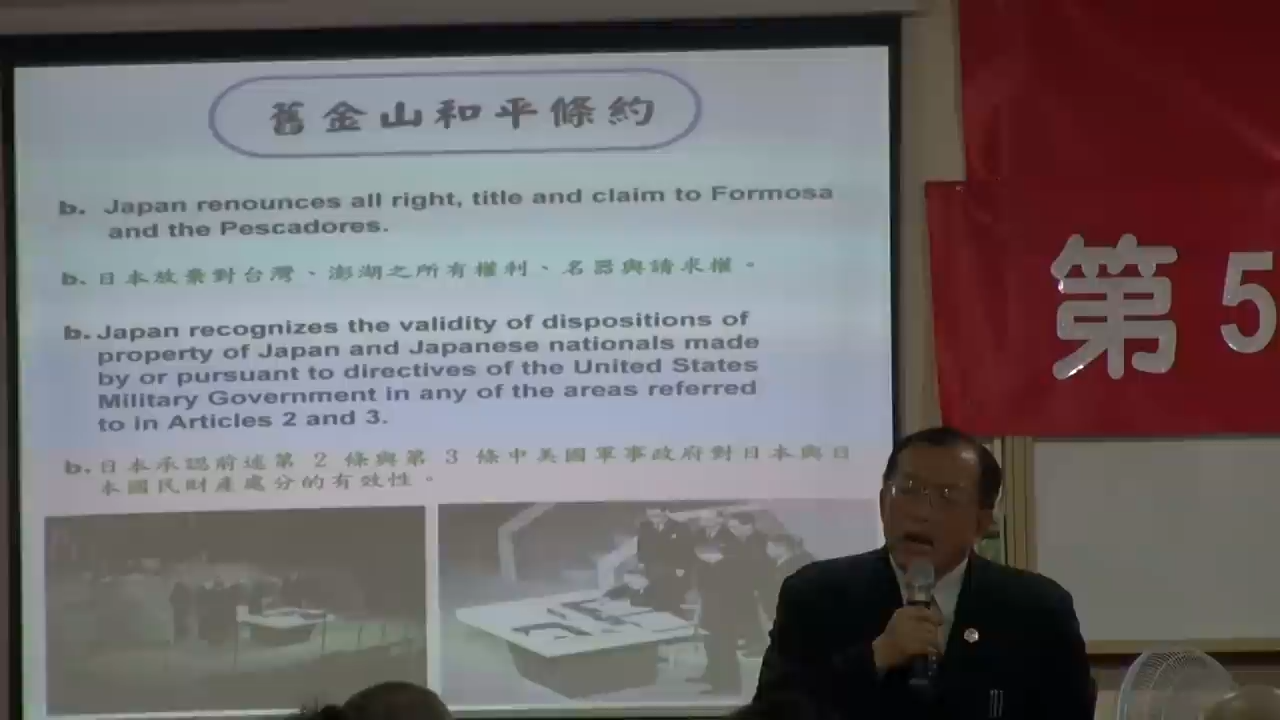 舊金山和平條約
b. Japan renounces all right, title and claim to Formosa
and the Pescadores.
b. 日本放棄對台灣、澎湖之所有權利、名器與請求權。
b. Japan recognizes the validity of dispositions of
property of Japan and Japanese nationals made
by or pursuant to directives of the United States
Military Government in any of the areas referred
to in Articles 2 and 3.
b. 日本承認前述第 2 條與第 3 條中美國軍事政府對日本與日
本國民財產處分的有效性。
第 5